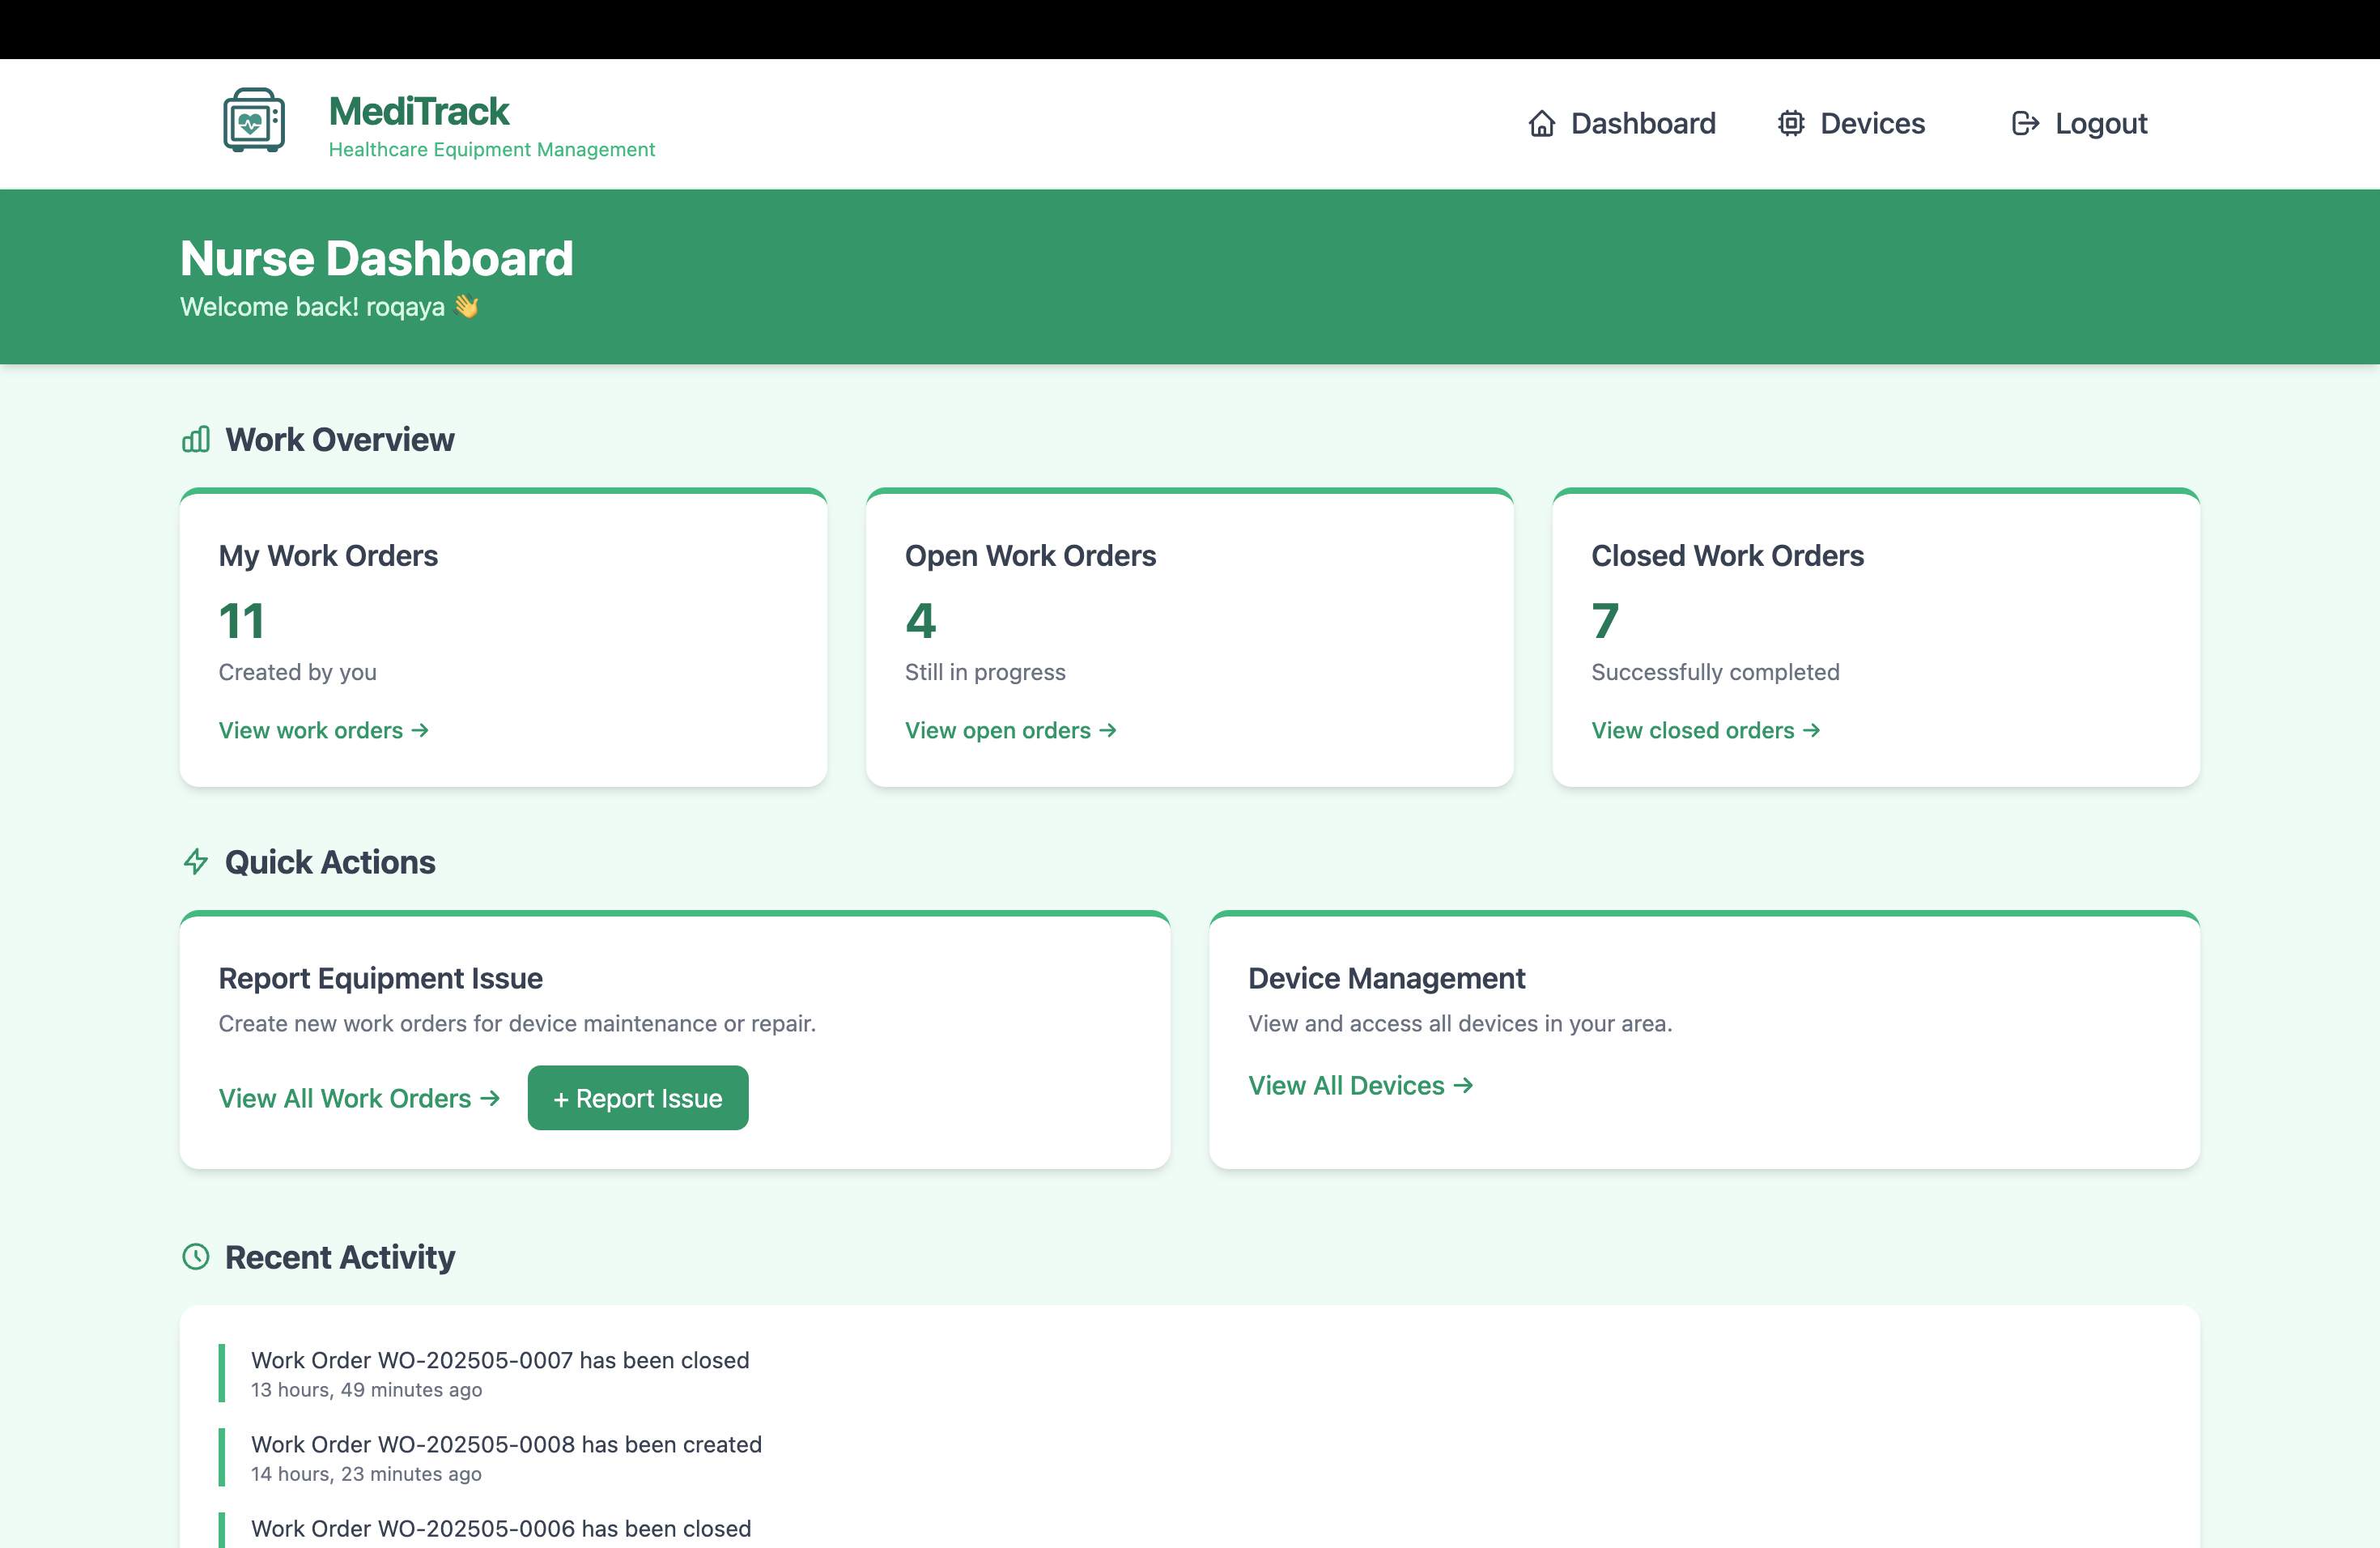 MediTrack
Healthcare Equipment Management
Dashboard
Devices
Logout
Nurse Dashboard
Welcome back! roqaya 👋
Work Overview
My Work Orders
11
Created by you
View work orders →
Open Work Orders
4
Still in progress
View open orders →
Closed Work Orders
7
Successfully completed
View closed orders →
Quick Actions
Report Equipment Issue
Create new work orders for device maintenance or repair.
View All Work Orders →
+ Report Issue
Device Management
View and access all devices in your area.
View All Devices →
Recent Activity
Work Order WO-202505-0007 has been closed
13 hours, 49 minutes ago
Work Order WO-202505-0008 has been created
14 hours, 23 minutes ago
Work Order WO-202505-0006 has been closed